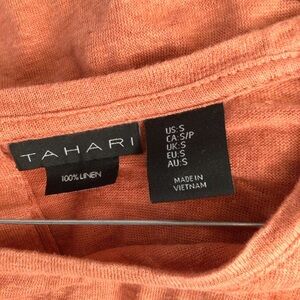 TAHARI
100% LINEN
US:S
CA:S/P
UK:S
EU:S
AU:S
MADE IN
VIETNAM